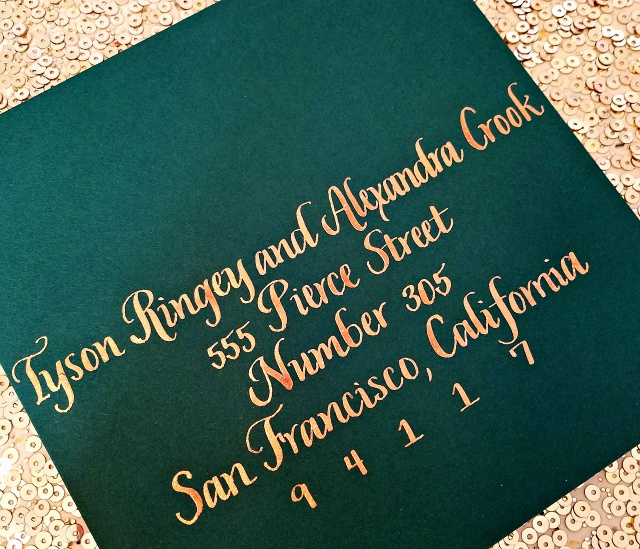 Tyson Ringey and Alexandra Crook
555 Pierce Street
Number 305
San Francisco, California
9 4 1 1 7